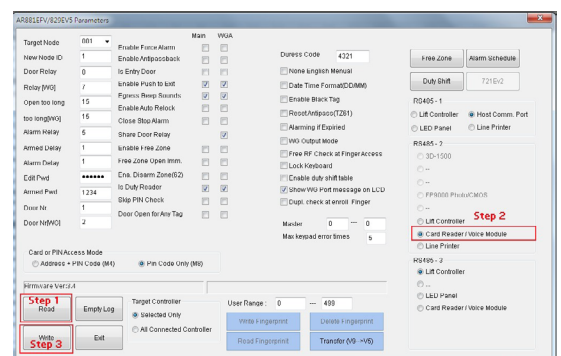 AR881EFV/829EV5 Parameters
Main WGA
Target Node 001
New Node ID 1
Door Relay 0
Relay [WG] 7
Open too long 15
too long[WG] 15
Alarm Relay 5
Armed Delay 1
Alarm Delay 1
Edit Pwd ••••••
Armed Pwd 1234
Door Nr 1
Door Nr[WG] 2
Enable Force Alarm
Enable Antipassback
Is Entry Door
Enable Push to Exit
Egress Beep Sounds
Enable Auto Relock
Close Stop Alarm
Share Door Relay
Enable Free Zone
Free Zone Open Imm.
Ena. Disarm Zone(62)
Is Duty Reader
Skip PIN Check
Door Open for Any Tag
Duress Code 4321
None English Menual
Date Time Format(DD/MM)
Enable Black Tag
Reset Antipass(TZ61)
Alarming if Expiried
WG Output Mode
Free RF Check at Finger Access
Lock Keyboard
Enable duty shift table
Show WG Port message on LCD
Dupl. check at enroll Finger
Master 0 --- 0
Max keypad error times 5
Free Zone Alarm Schedule
Duty Shift 721Ev2
RS485 - 1
Lift Controller Host Comm. Port
LED Panel Line Printer
RS485 - 2
3D-1500
--
--
FP9000 Photo/CMOS
--
Lift Controller Step 2
Card Reader / Voice Module
Line Printer
RS485 - 3
Lift Controller
--
LED Panel
Card Reader / Voice Module
Card or PIN Access Mode
Address + PIN Code (M4) Pin Code Only (M8)
Firmware Ver:3.4
Step 1
Read Empty Log
Write Exit
Step 3
Target Controller
Selected Only
All Connected Controller
User Range : 0 --- 499
Write Fingerprint Delete Fingerprint
Read Fingerprint Transfor (V9 ->V5)